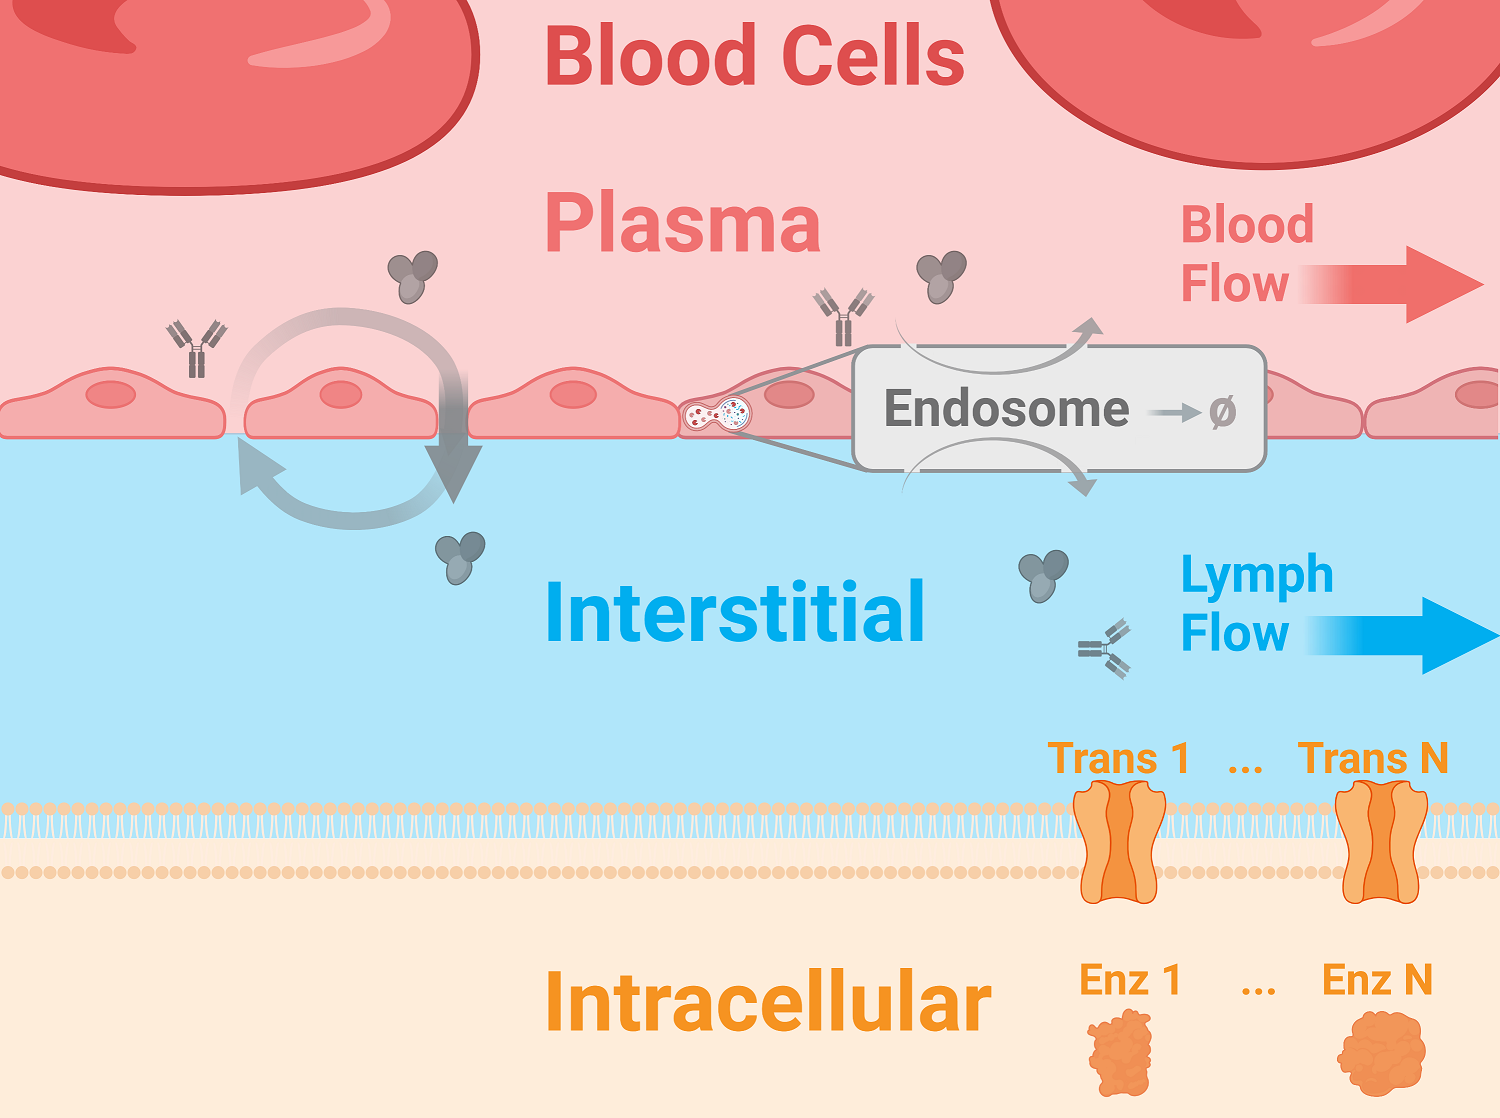 Blood Cells
Plasma
Blood
Flow
Endosome → ø
Interstitial
Lymph
Flow
Trans 1 ... Trans N
Intracellular
Enz 1 ... Enz N